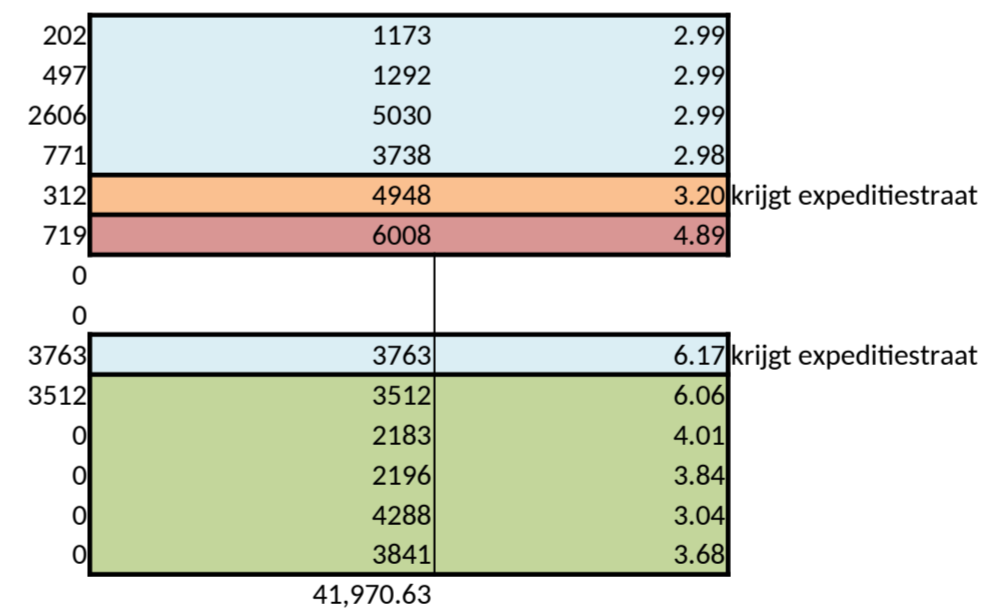 202 1173 2.99
497 1292 2.99
2606 5030 2.99
771 3738 2.98
312 4948 3.20 krijgt expeditiestraat
719 6008 4.89
0
0
3763 3763 6.17 krijgt expeditiestraat
3512 3512 6.06
0 2183 4.01
0 2196 3.84
0 4288 3.04
0 3841 3.68
41,970.63